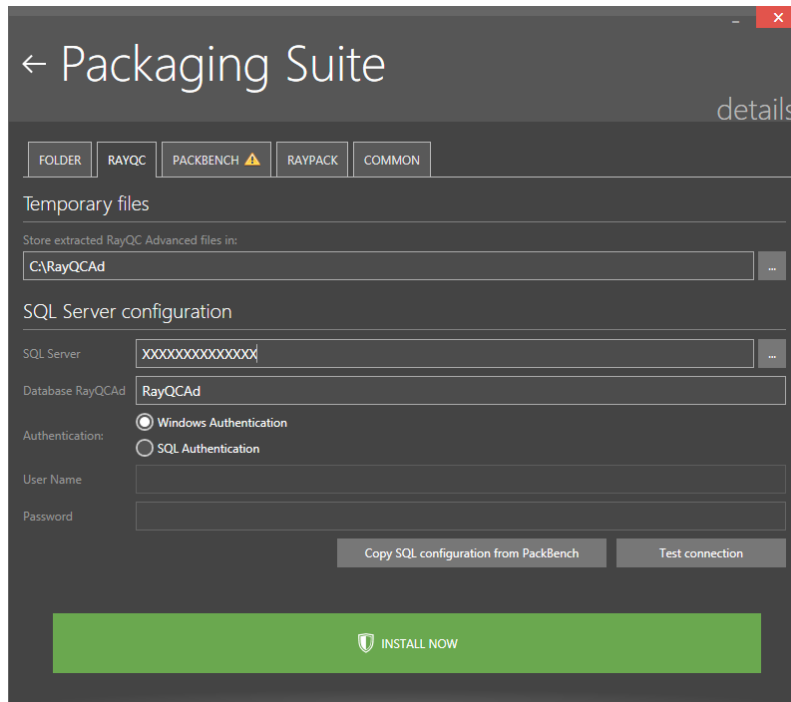 ← Packaging Suite
details
FOLDER RAYQC PACKBENCH RAYPACK COMMON
Temporary files
Store extracted RayQC Advanced files in:
C:\RayQCAd ...
SQL Server configuration
SQL Server XXXXXXXXXXXXXX ...
Database RayQCAd RayQCAd
Authentication: Windows Authentication
SQL Authentication
User Name
Password
Copy SQL configuration from PackBench Test connection
INSTALL NOW